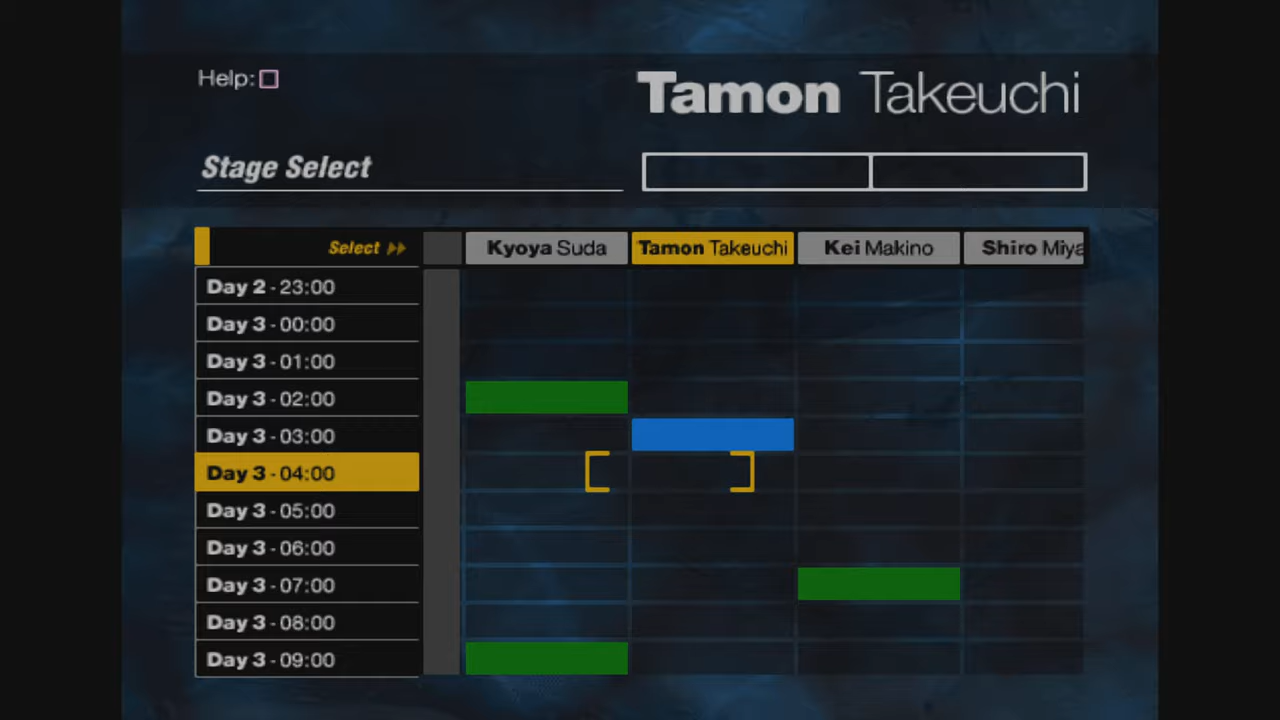 Help:
Tamon Takeuchi
Stage Select
Select
Kyoya Suda
Tamon Takeuchi
Kei Makino
Shiro Miya
Day 2 - 23:00
Day 3 - 00:00
Day 3 - 01:00
Day 3 - 02:00
Day 3 - 03:00
Day 3 - 04:00
Day 3 - 05:00
Day 3 - 06:00
Day 3 - 07:00
Day 3 - 08:00
Day 3 - 09:00